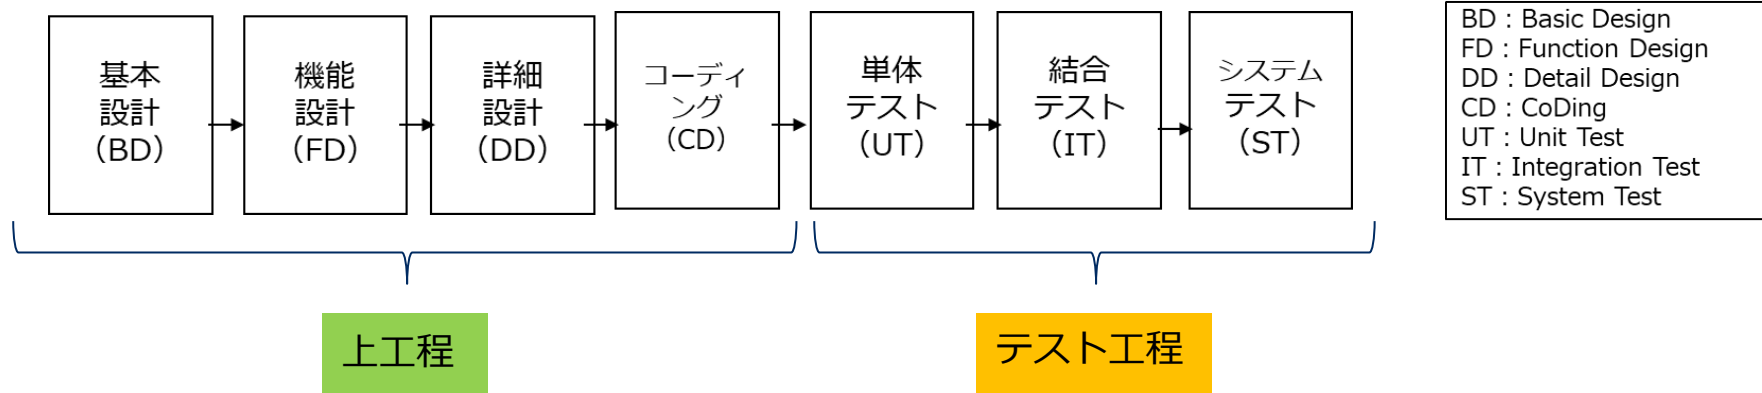 基本
設計
（BD）
機能
設計
（FD）
詳細
設計
（DD）
コーディ
ング
（CD）
単体
テスト
（UT）
結合
テスト
（IT）
システム
テスト
（ST）
BD：Basic Design
FD：Function Design
DD：Detail Design
CD：CoDing
UT：Unit Test
IT：Integration Test
ST：System Test
上工程
テスト工程